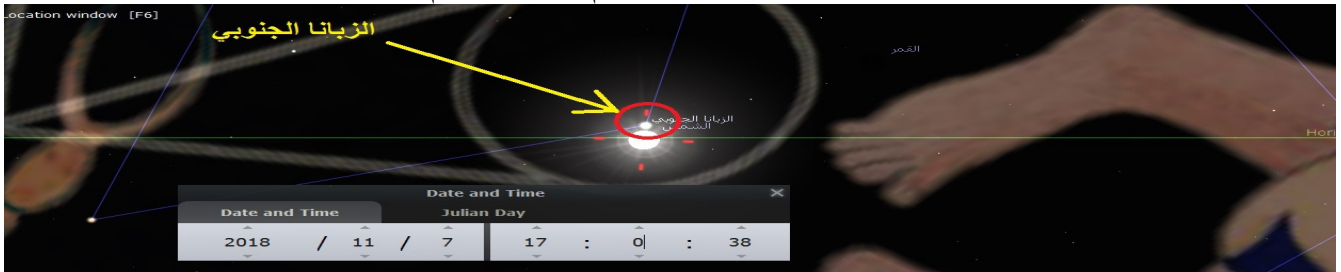 Location window [F6]
الزبانا الجنوبي
القمر
الزبانا الجنوبي
الشمس
Hori
Date and Time
Date and Time Julian Day
2018 / 11 / 7 17 : 0 : 38